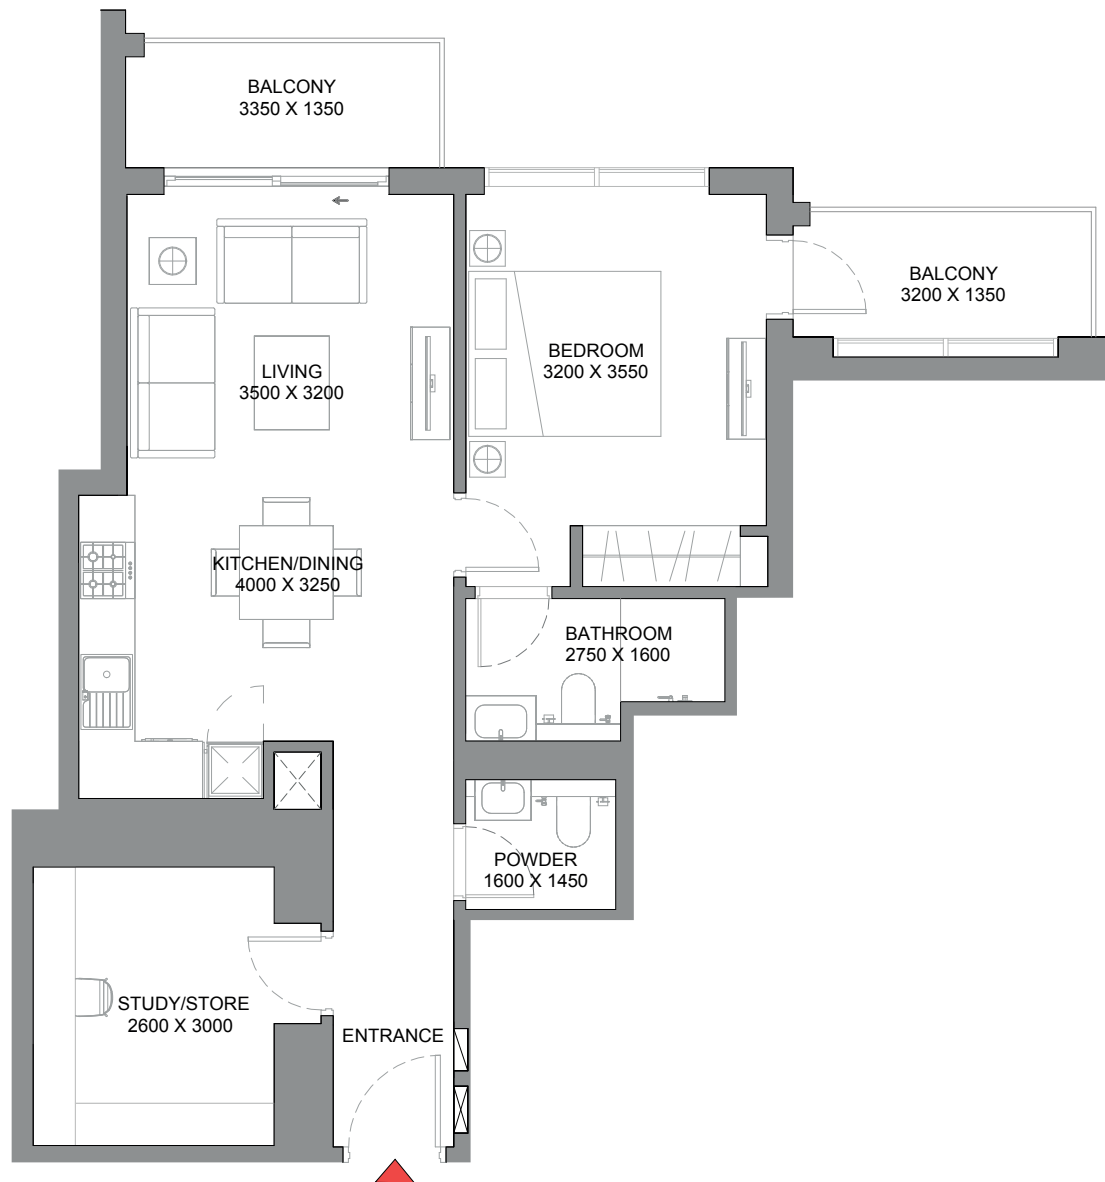 BALCONY
3350 X 1350
BALCONY
3200 X 1350
BEDROOM
3200 X 3550
LIVING
3500 X 3200
KITCHEN/DINING
4000 X 3250
BATHROOM
2750 X 1600
POWDER
1600 X 1450
STUDY/STORE
2600 X 3000
ENTRANCE